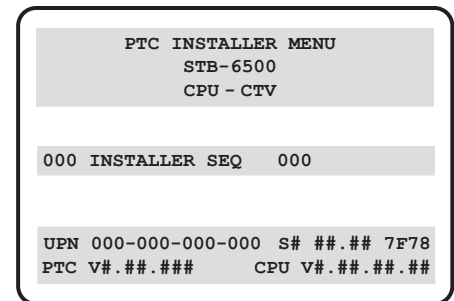 PTC INSTALLER MENU
STB-6500
CPU - CTV
000 INSTALLER SEQ 000
UPN 000-000-000-000 S# ##.## 7F78
PTC V#.##.### CPU V#.##.##.##